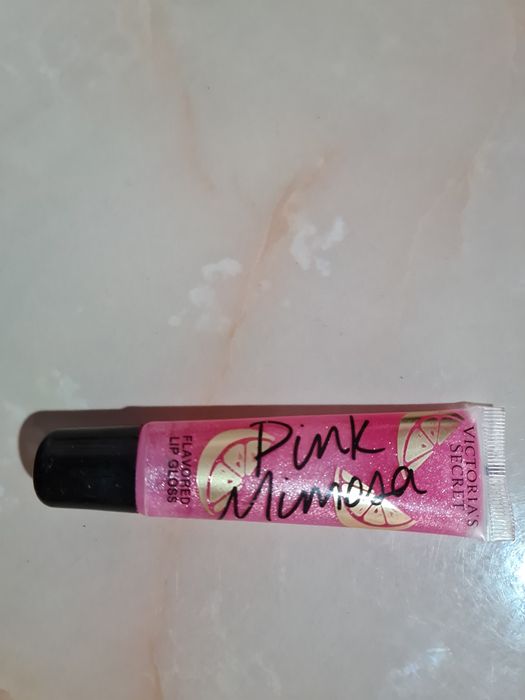 FLAVORED
LIP GLOSS
Pink
Mimosa
VICTORIA'S
SECRET